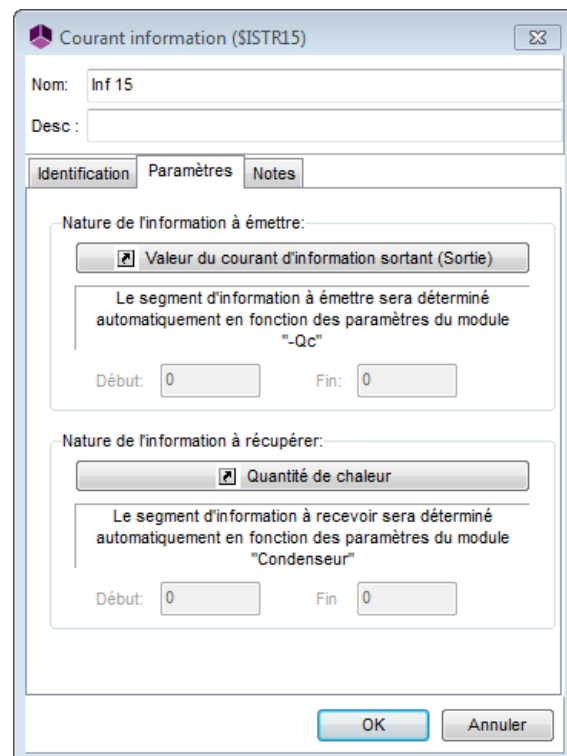 Courant information ($ISTR15)
Nom: Inf 15
Desc :
Identification Paramètres Notes
Nature de l'information à émettre:
Valeur du courant d'information sortant (Sortie)
Le segment d'information à émettre sera déterminé
automatiquement en fonction des paramètres du module
"-Qc"
Début: 0 Fin: 0
Nature de l'information à récupérer:
Quantité de chaleur
Le segment d'information à recevoir sera déterminé
automatiquement en fonction des paramètres du module
"Condenseur"
Début: 0 Fin 0
OK Annuler